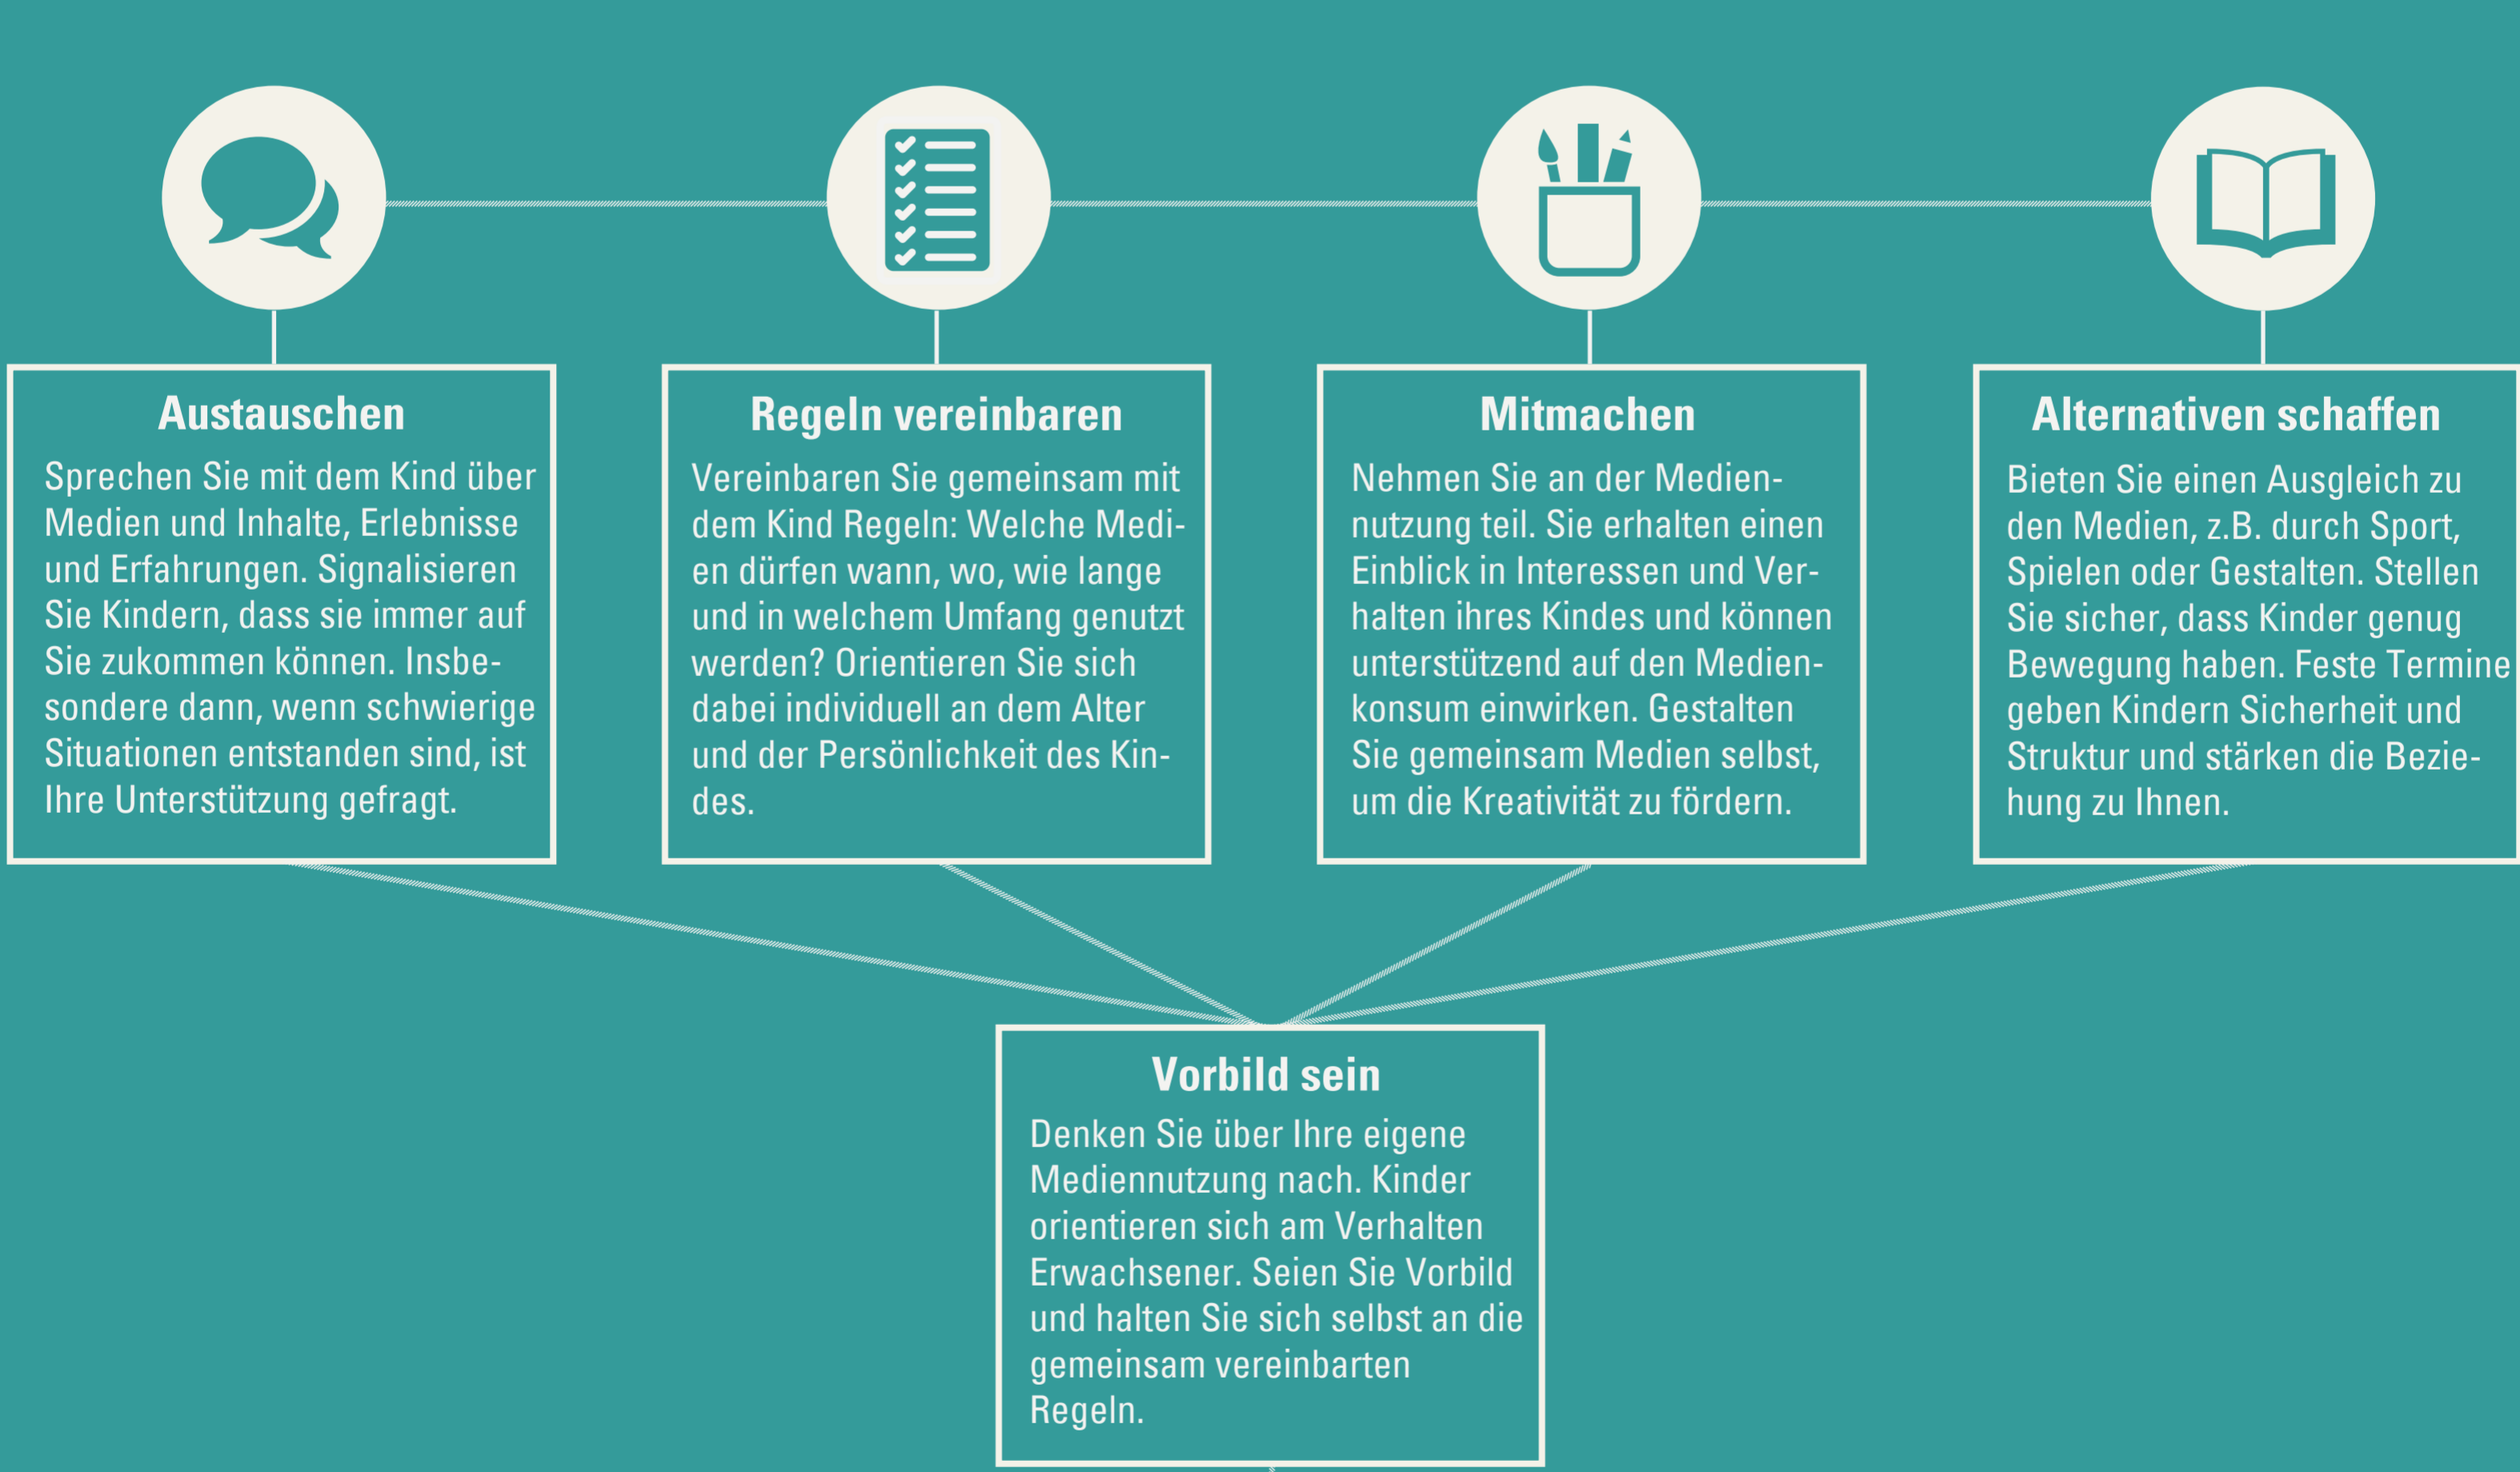 Austauschen
Sprechen Sie mit dem Kind über
Medien und Inhalte, Erlebnisse
und Erfahrungen. Signalisieren
Sie Kindern, dass sie immer auf
Sie zukommen können. Insbe-
sondere dann, wenn schwierige
Situationen entstanden sind, ist
Ihre Unterstützung gefragt.
Regeln vereinbaren
Vereinbaren Sie gemeinsam mit
dem Kind Regeln: Welche Medi-
en dürfen wann, wo, wie lange
und in welchem Umfang genutzt
werden? Orientieren Sie sich
dabei individuell an dem Alter
und der Persönlichkeit des Kin-
des.
Mitmachen
Nehmen Sie an der Medien-
nutzung teil. Sie erhalten einen
Einblick in Interessen und Ver-
halten ihres Kindes und können
unterstützend auf den Medien-
konsum einwirken. Gestalten
Sie gemeinsam Medien selbst,
um die Kreativität zu fördern.
Alternativen schaffen
Bieten Sie einen Ausgleich zu
den Medien, z.B. durch Sport,
Spielen oder Gestalten. Stellen
Sie sicher, dass Kinder genug
Bewegung haben. Feste Termine
geben Kindern Sicherheit und
Struktur und stärken die Bezie-
hung zu Ihnen.
Vorbild sein
Denken Sie über Ihre eigene
Mediennutzung nach. Kinder
orientieren sich am Verhalten
Erwachsener. Seien Sie Vorbild
und halten Sie sich selbst an die
gemeinsam vereinbarten
Regeln.